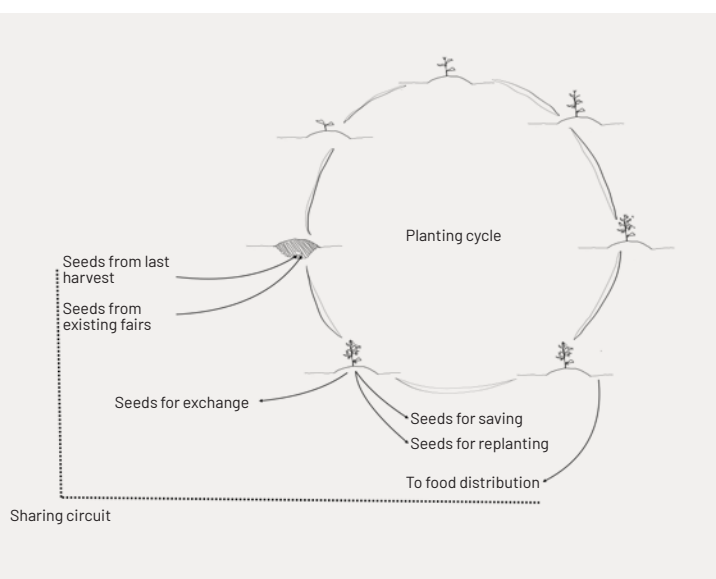 Planting cycle
Seeds from last
harvest
Seeds from
existing fairs
Seeds for exchange
Seeds for saving
Seeds for replanting
To food distribution
Sharing circuit